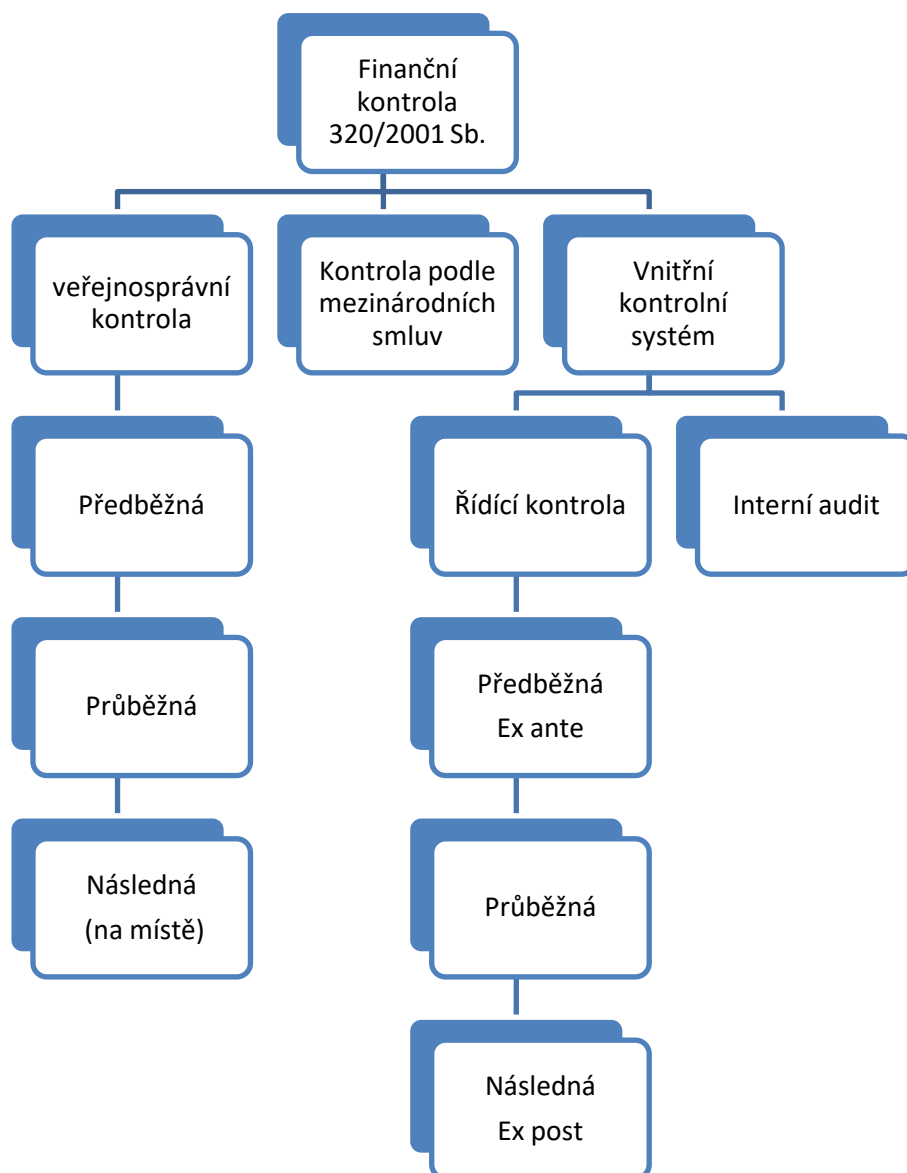 Finanční
kontrola
320/2001 Sb.
veřejnosprávní
kontrola
Kontrola podle
mezinárodních
smluv
Vnitřní
kontrolní
systém
Předběžná
Řídící kontrola
Interní audit
Průběžná
Předběžná
Ex ante
Následná
(na místě)
Průběžná
Následná
Ex post